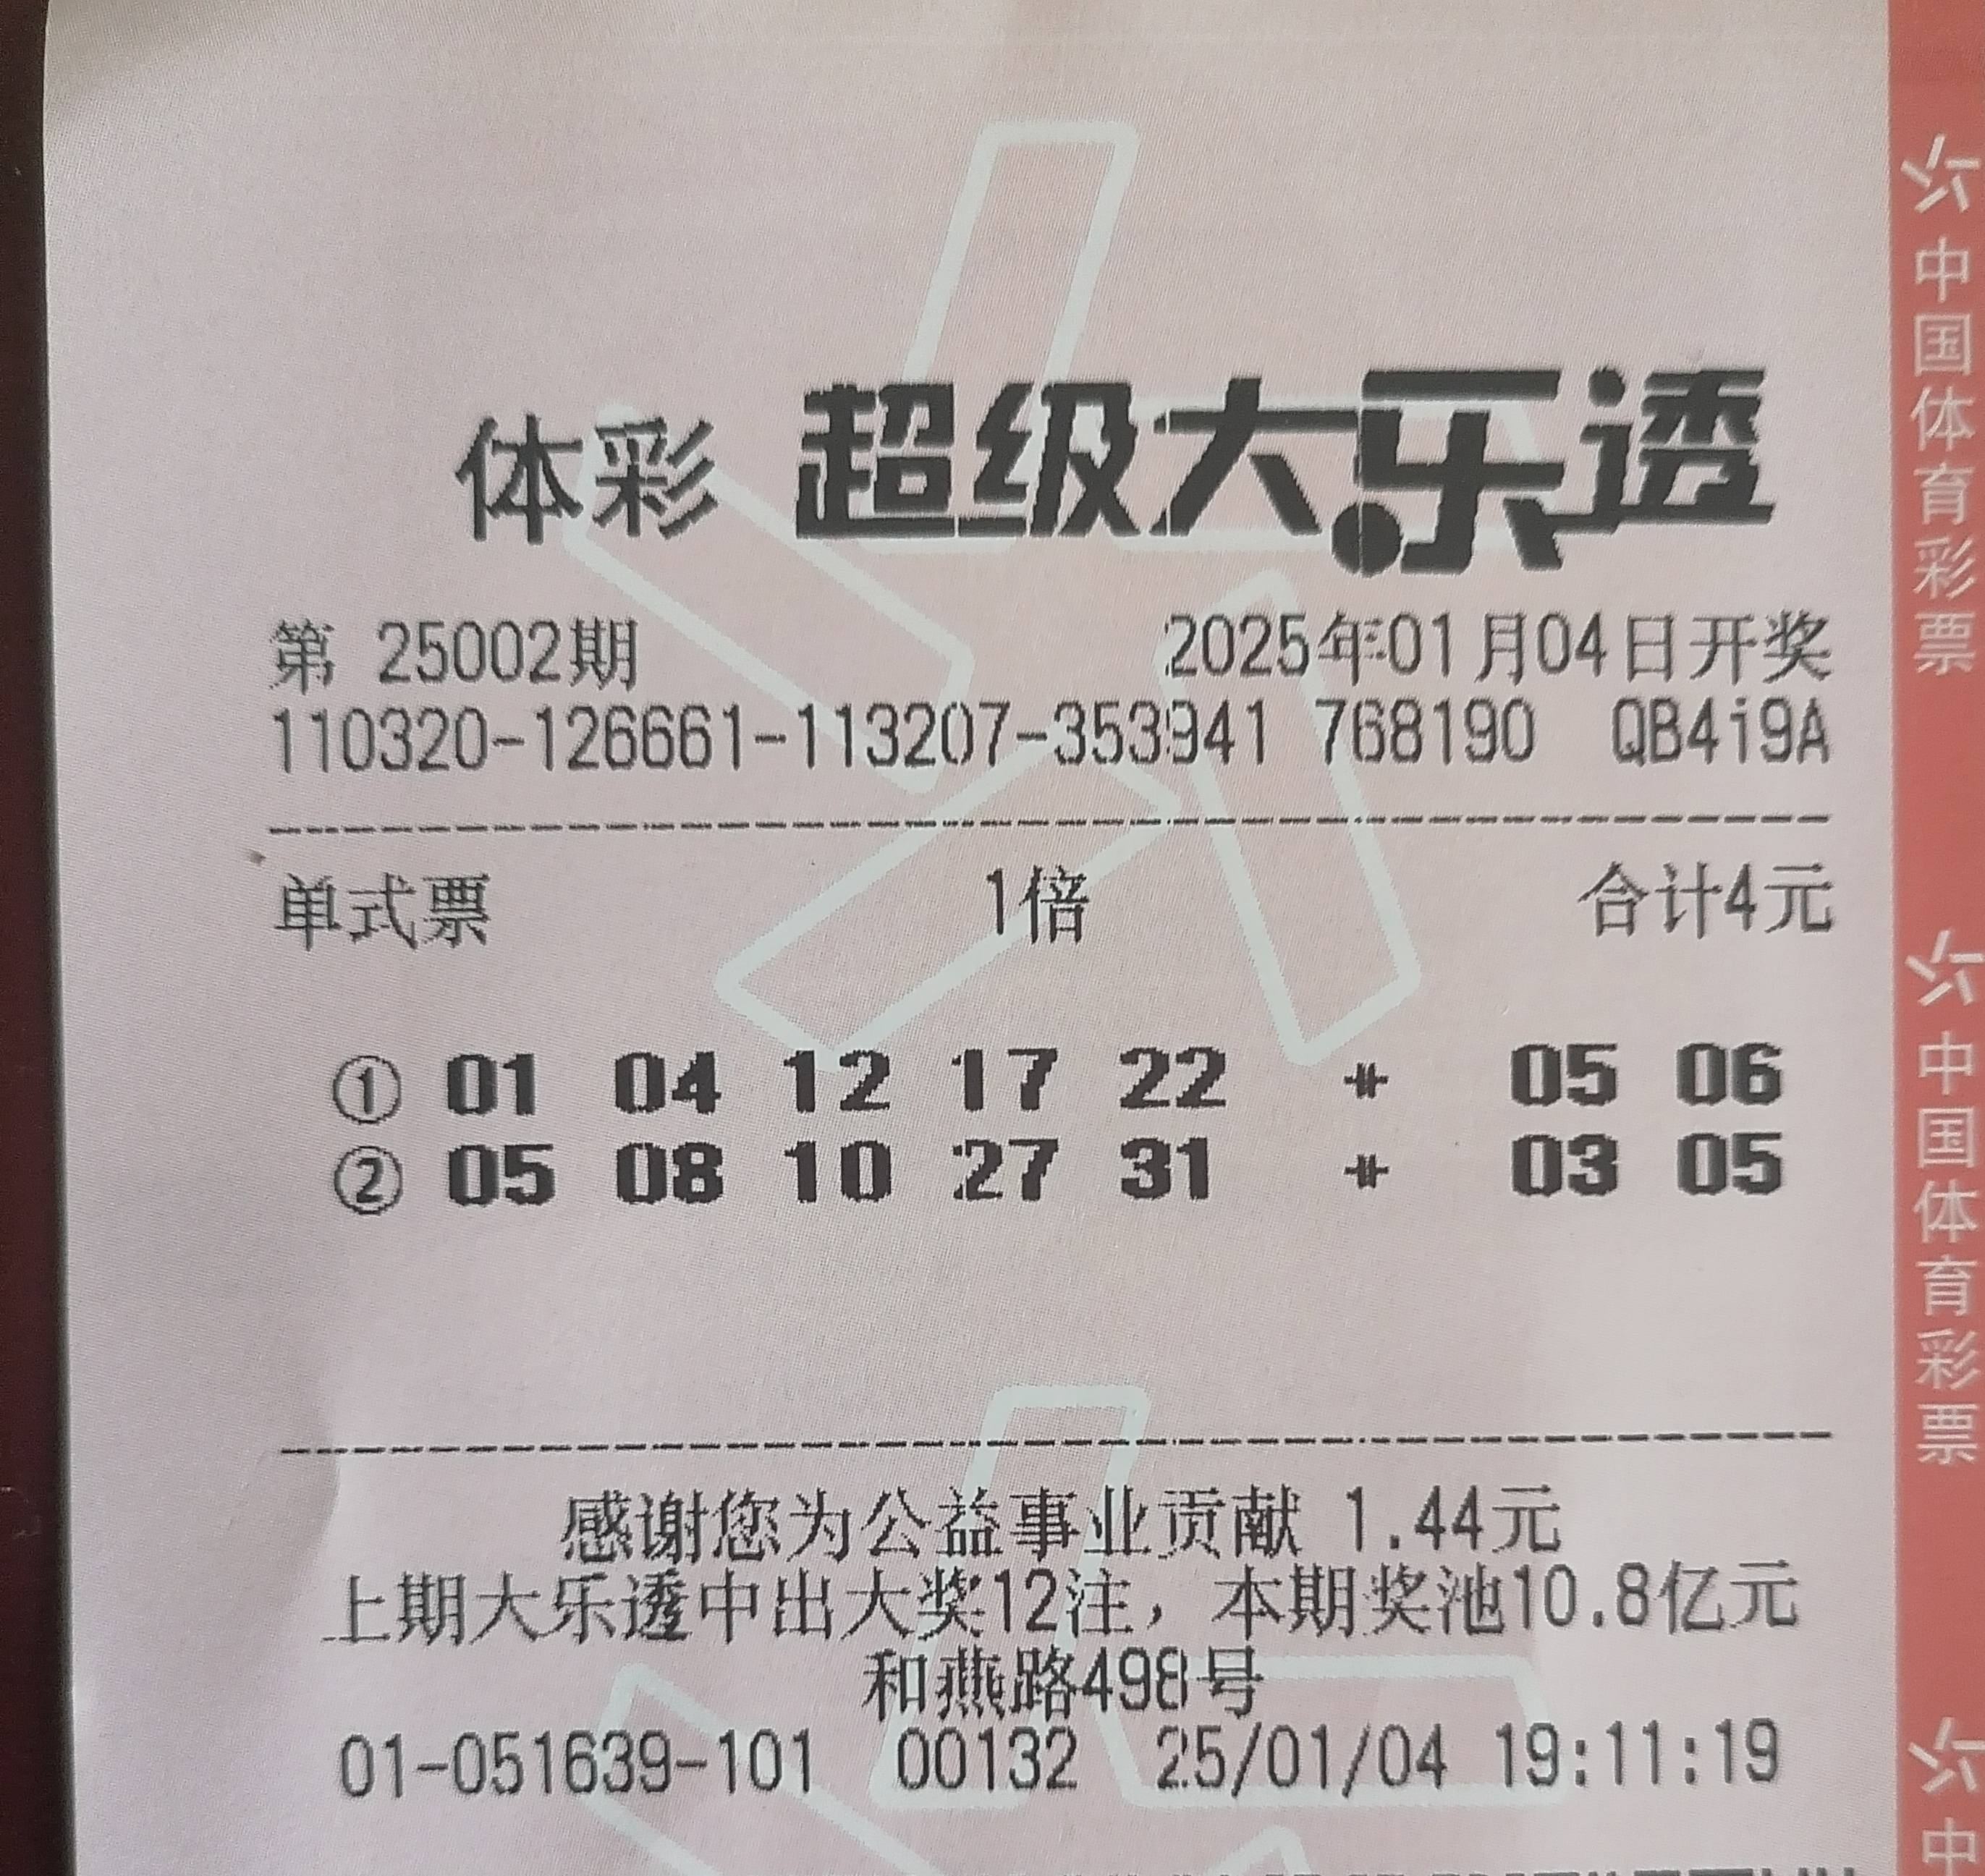 体彩 超级大乐透
第 25002期 2025年01月04日开奖
110320-126661-113207-353941 768190 QB4i9A
单式票 1倍 合计4元
① 01 04 12 17 22 + 05 06
② 05 08 10 27 31 + 03 05
感谢您为公益事业贡献 1.44元
上期大乐透中出大奖12注，本期奖池10.8亿元
和燕路498号
01-051639-101 00132 25/01/04 19:11:19
中国体育彩票
中国体育彩票
中